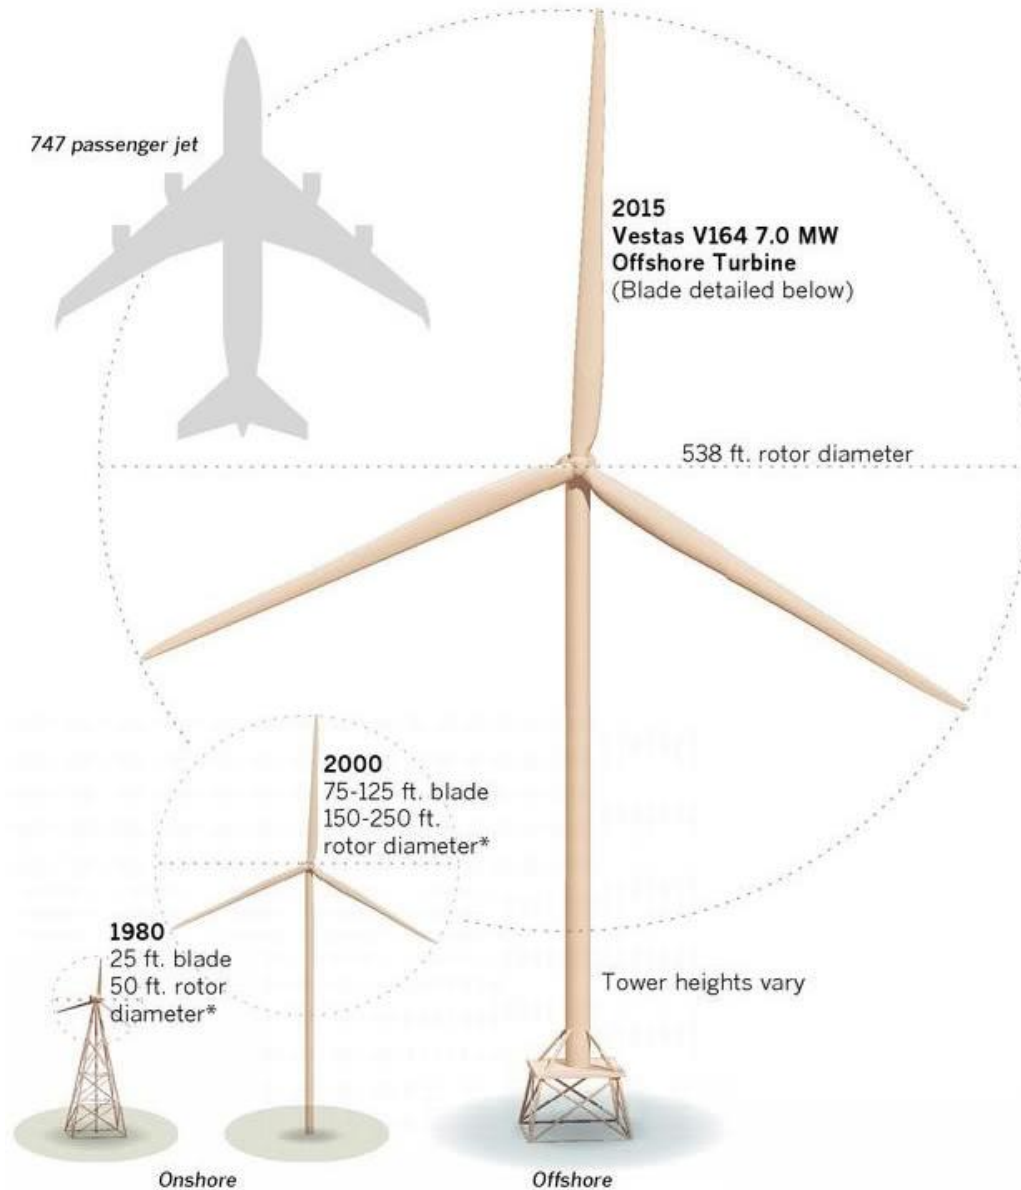 747 passenger jet
2015
Vestas V164 7.0 MW
Offshore Turbine
(Blade detailed below)
538 ft. rotor diameter
2000
75-125 ft. blade
150-250 ft.
rotor diameter*
1980
25 ft. blade
50 ft. rotor
diameter*
Tower heights vary
Onshore
Offshore